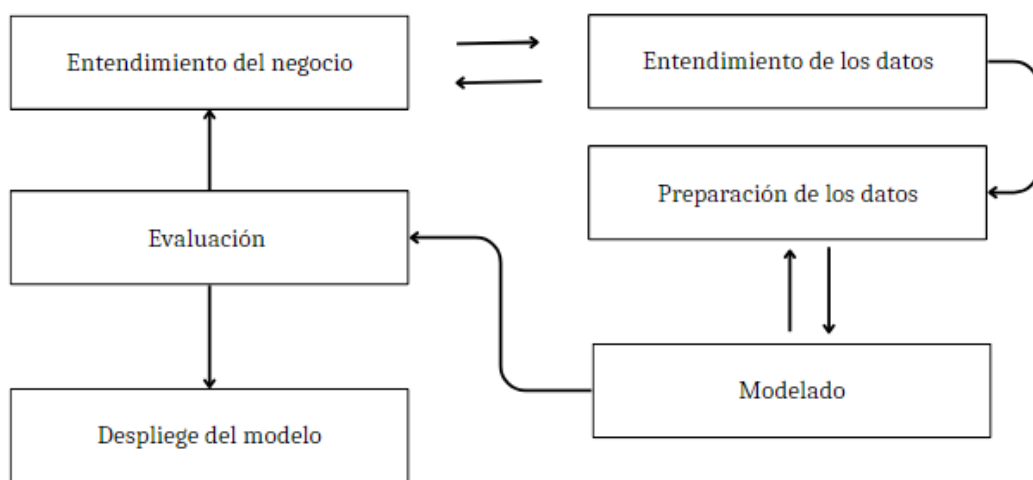 Entendimiento del negocio
Entendimiento de los datos
Preparación de los datos
Evaluación
Modelado
Despliege del modelo